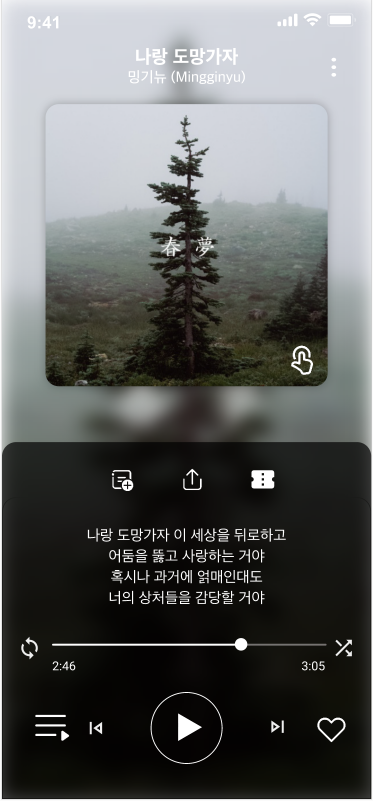 9:41
나랑 도망가자
밍기뉴 (Mingginyu)
春 夢
나랑 도망가자 이 세상을 뒤로하고
어둠을 뚫고 사랑하는 거야
혹시나 과거에 얽매인대도
너의 상처들을 감당할 거야
2:46
3:05